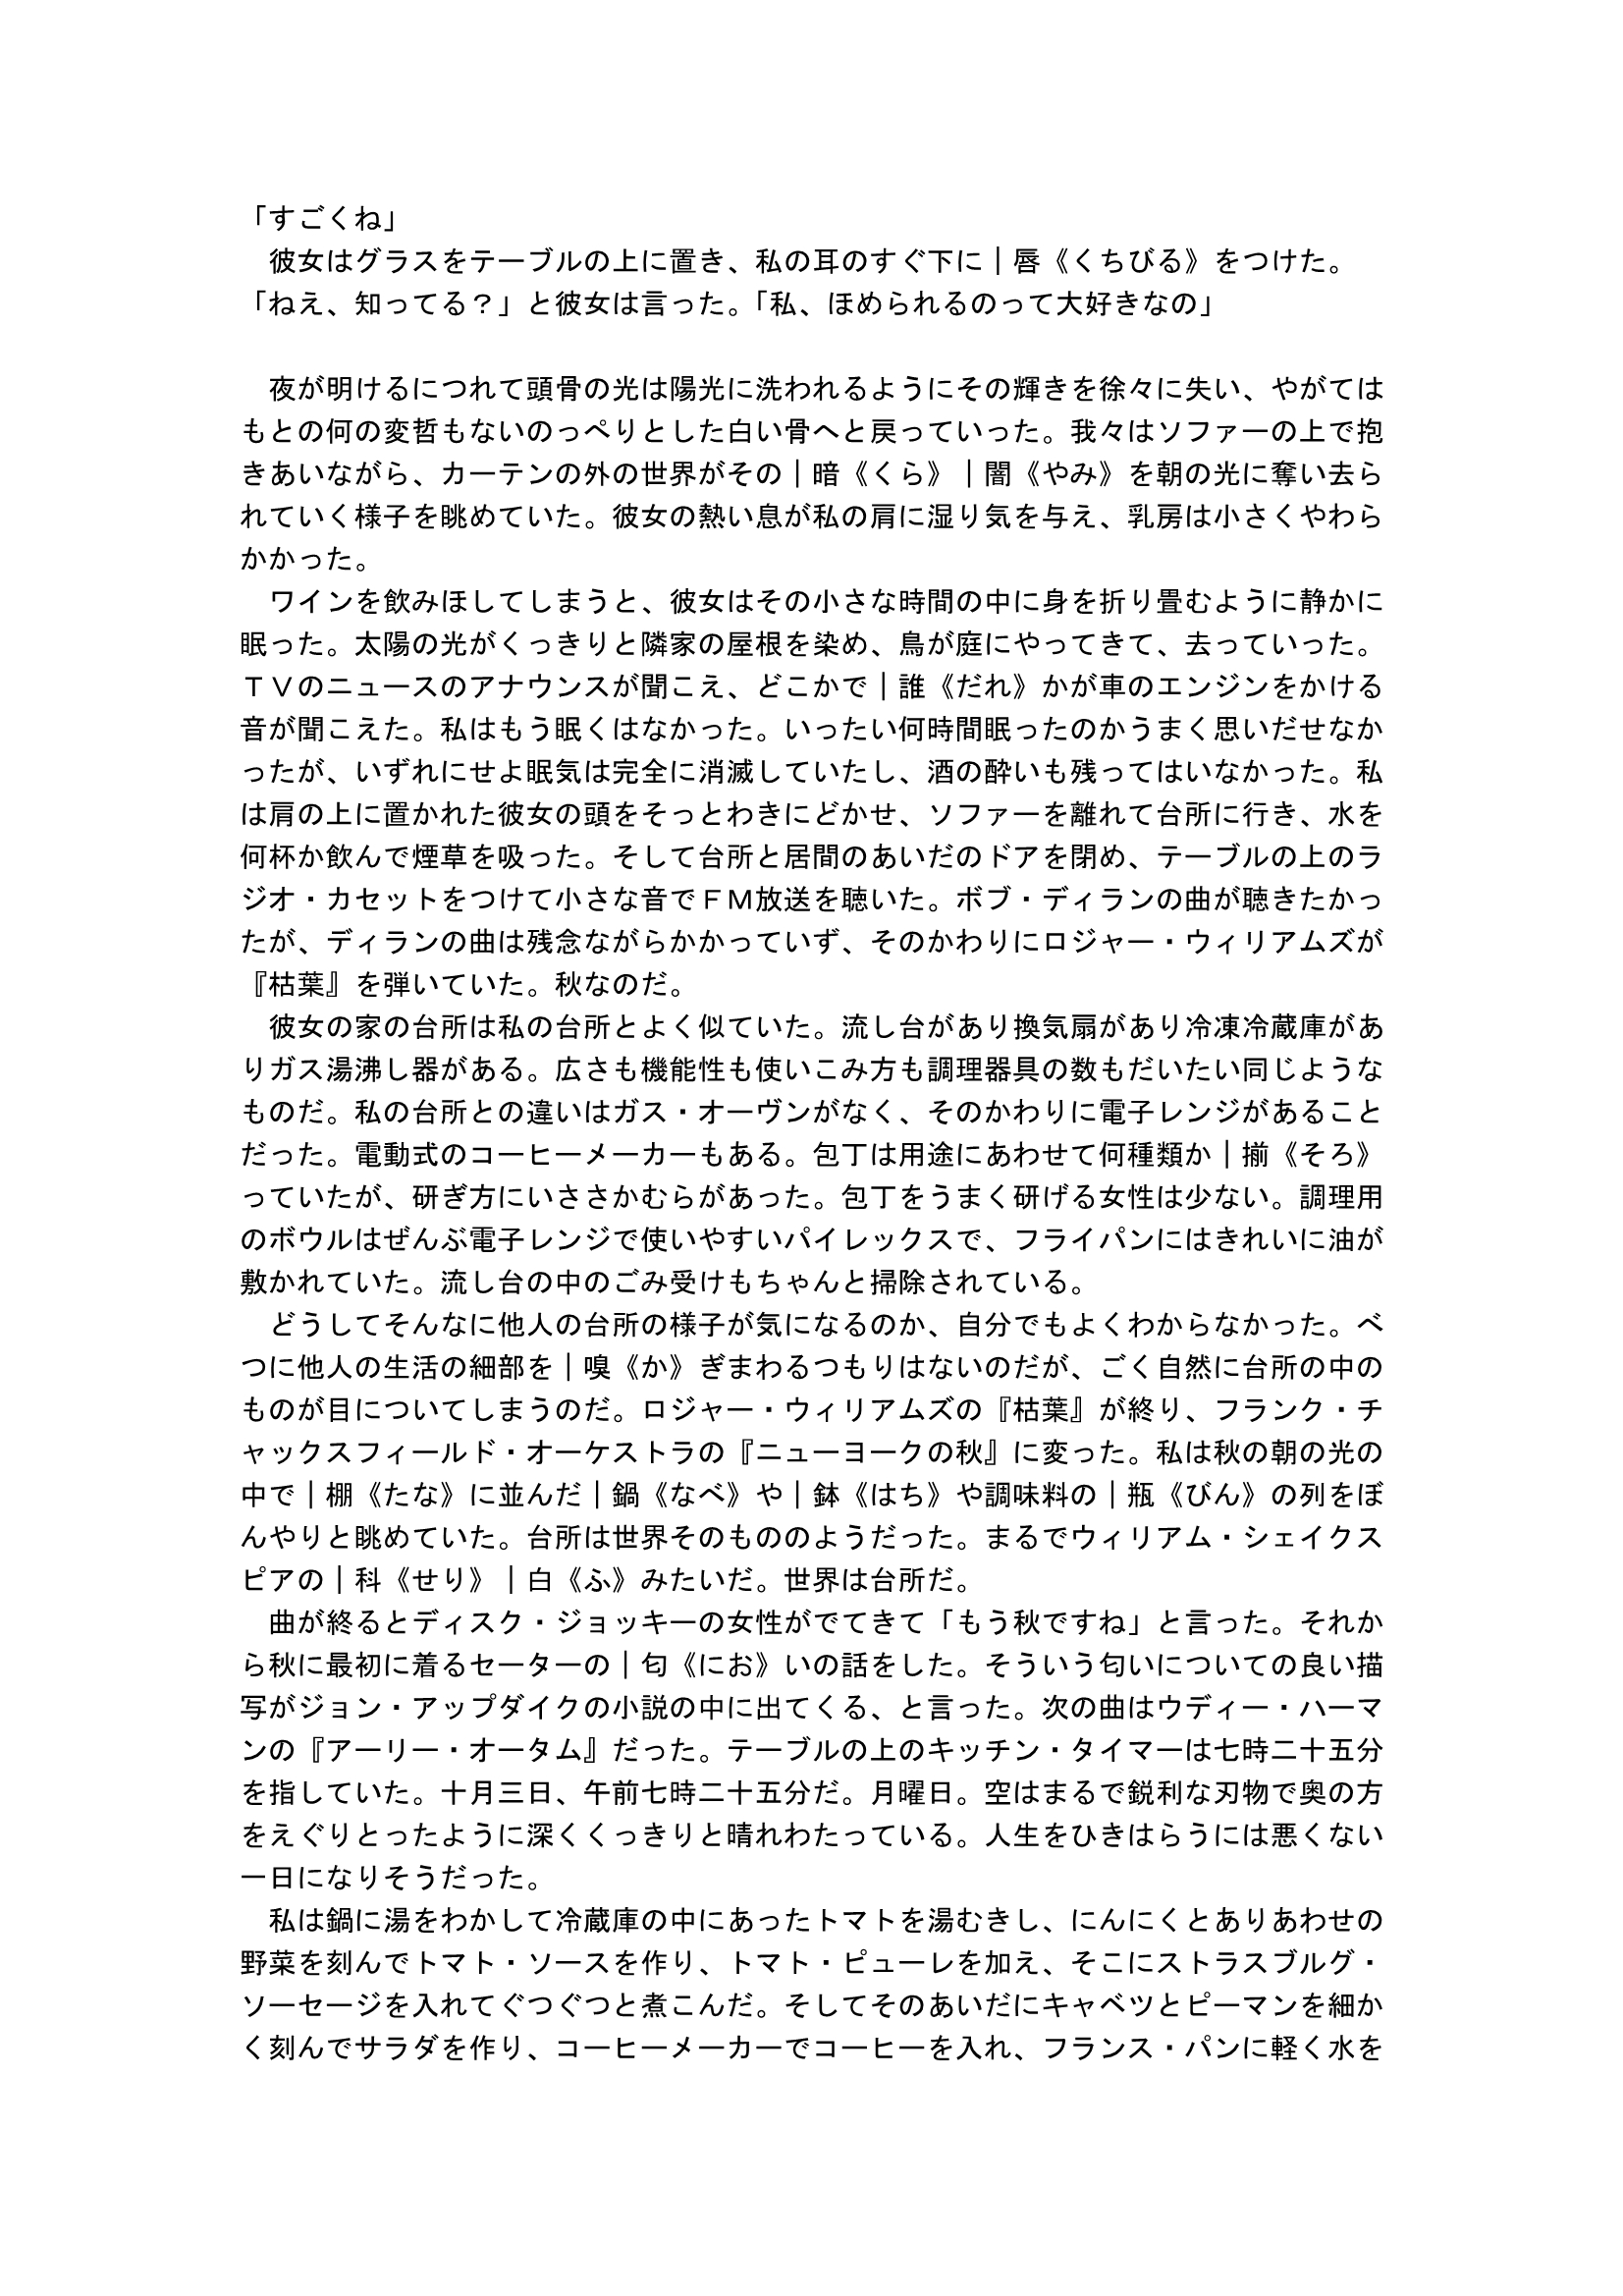 「すごくね」
　彼女はグラスをテーブルの上に置き、私の耳のすぐ下に｜唇《くちびる》をつけた。
「ねえ、知ってる？」と彼女は言った。「私、ほめられるのって大好きなの」

　夜が明けるにつれて頭骨の光は陽光に洗われるようにその輝きを徐々に失い、やがては
もとの何の変哲もないのっぺりとした白い骨へと戻っていった。我々はソファーの上で抱
きあいながら、カーテンの外の世界がその｜暗《くら》｜闇《やみ》を朝の光に奪い去ら
れていく様子を眺めていた。彼女の熱い息が私の肩に湿り気を与え、乳房は小さくやわら
かかった。
　ワインを飲みほしてしまうと、彼女はその小さな時間の中に身を折り畳むように静かに
眠った。太陽の光がくっきりと隣家の屋根を染め、鳥が庭にやってきて、去っていった。
ＴＶのニュースのアナウンスが聞こえ、どこかで｜誰《だれ》かが車のエンジンをかける
音が聞こえた。私はもう眠くはなかった。いったい何時間眠ったのかうまく思いだせなか
ったが、いずれにせよ眠気は完全に消滅していたし、酒の酔いも残ってはいなかった。私
は肩の上に置かれた彼女の頭をそっとわきにどかせ、ソファーを離れて台所に行き、水を
何杯か飲んで煙草を吸った。そして台所と居間のあいだのドアを閉め、テーブルの上のラ
ジオ・カセットをつけて小さな音でＦＭ放送を聴いた。ボブ・ディランの曲が聴きたかっ
たが、ディランの曲は残念ながらかかっていず、そのかわりにロジャー・ウィリアムズが
『枯葉』を弾いていた。秋なのだ。
　彼女の家の台所は私の台所とよく似ていた。流し台があり換気扇があり冷凍冷蔵庫があ
りガス湯沸し器がある。広さも機能性も使いこみ方も調理器具の数もだいたい同じような
ものだ。私の台所との違いはガス・オーヴンがなく、そのかわりに電子レンジがあること
だった。電動式のコーヒーメーカーもある。包丁は用途にあわせて何種類か｜揃《そろ》
っていたが、研ぎ方にいささかむらがあった。包丁をうまく研げる女性は少ない。調理用
のボウルはぜんぶ電子レンジで使いやすいパイレックスで、フライパンにはきれいに油が
敷かれていた。流し台の中のごみ受けもちゃんと掃除されている。
　どうしてそんなに他人の台所の様子が気になるのか、自分でもよくわからなかった。べ
つに他人の生活の細部を｜嗅《か》ぎまわるつもりはないのだが、ごく自然に台所の中の
ものが目についてしまうのだ。ロジャー・ウィリアムズの『枯葉』が終り、フランク・チ
ャックスフィールド・オーケストラの『ニューヨークの秋』に変った。私は秋の朝の光の
中で｜棚《たな》に並んだ｜鍋《なべ》や｜鉢《はち》や調味料の｜瓶《びん》の列をぼ
んやりと眺めていた。台所は世界そのもののようだった。まるでウィリアム・シェイクス
ピアの｜科《せり》｜白《ふ》みたいだ。世界は台所だ。
　曲が終るとディスク・ジョッキーの女性がでてきて「もう秋ですね」と言った。それか
ら秋に最初に着るセーターの｜匂《にお》いの話をした。そういう匂いについての良い描
写がジョン・アップダイクの小説の中に出てくる、と言った。次の曲はウディー・ハーマ
ンの『アーリー・オータム』だった。テーブルの上のキッチン・タイマーは七時二十五分
を指していた。十月三日、午前七時二十五分だ。月曜日。空はまるで鋭利な刃物で奥の方
をえぐりとったように深くくっきりと晴れわたっている。人生をひきはらうには悪くない
一日になりそうだった。
　私は鍋に湯をわかして冷蔵庫の中にあったトマトを湯むきし、にんにくとありあわせの
野菜を刻んでトマト・ソースを作り、トマト・ピューレを加え、そこにストラスブルグ・
ソーセージを入れてぐつぐつと煮こんだ。そしてそのあいだにキャベツとピーマンを細か
く刻んでサラダを作り、コーヒーメーカーでコーヒーを入れ、フランス・パンに軽く水を